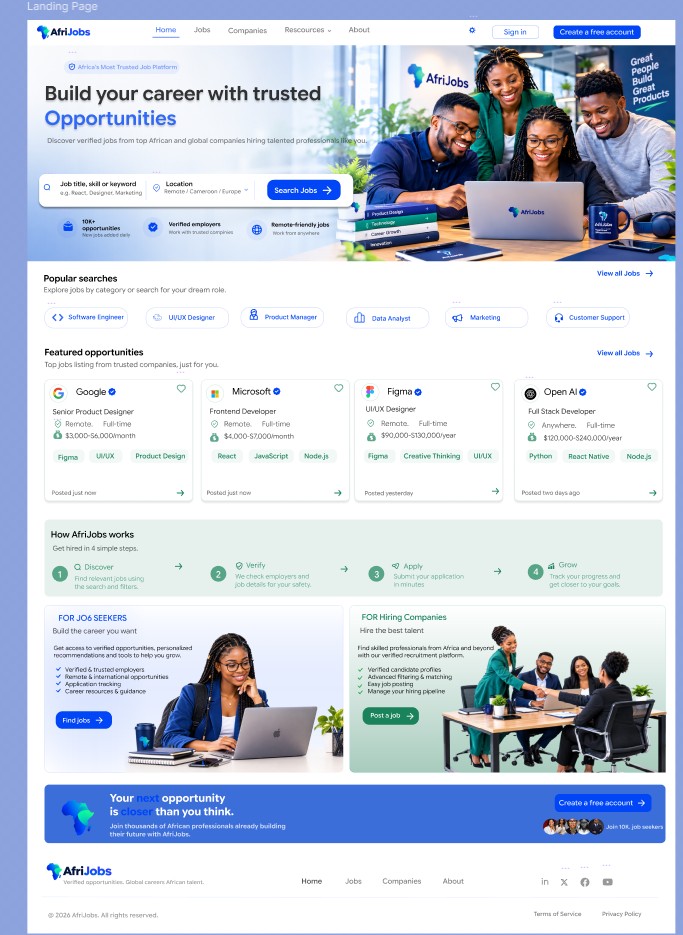 Landing Page
AfriJobs
Home Jobs Companies Resources About Sign in Create a free account
Africa's Most Trusted Job Platform
Build your career with trusted
Opportunities
Discover verified jobs from top African and global companies hiring talented professionals like you.
Job title, skill or keyword
e.g. React, Designer, Marketing
Location
Remote / Cameroon / Europe
Search Jobs
10K+
opportunities
New jobs added daily
Verified employers
Work with trusted compinies
Remote-friendly jobs
Work from anywhere
AfriJobs
Great
People
Build
Great
Products
Product Design
Technology
Career Growth
Innovation
AfriJobs
Popular searches
View all Jobs
Explore jobs by category or search for your dream role.
Software Engineer
UI/UX Designer
Product Manager
Data Analyst
Marketing
Customer Support
Featured opportunities
View all Jobs
Top jobs listing from trusted companies, just for you.
Google
Senior Product Designer
Remote. Full-time
$3,000-$6,000/month
Figma UI/UX Product Design
Posted just now
Microsoft
Frontend Developer
Remote. Full-time
$4,000-$7,000/month
React JavaScript Node.js
Posted just now
Figma
UI/UX Designer
Remote. Full-time
$90,000-$130,000/year
Figma Creative Thinking UI/UX
Posted yesterday
Open AI
Full Stack Developer
Anywhere. Full-time
$120,000-$240,000/year
Python React Native Node.js
Posted two days ago
How AfriJobs works
Get hired in 4 simple steps.
1
Discover
Find relevant jobs using
the search and filters.
2
Verify
We check employers and
job details for your safety.
3
Apply
Submit your application
in minutes
4
Grow
Track your progress and
get closer to your goals.
FOR JO6 SEEKERS
Build the career you want
Get access to verified opportunities, personalized
recommendations and tools to help you grow.
Verified & trusted employers
Remote & international opportunities
Application tracking
Career resources & guidance
Find jobs
FOR Hiring Companies
Hire the best talent
Find skilled professionals from Africa and beyond
with our verified recruitment platform.
Verified candidate profiles
Advanced filtering & matching
Easy job posting
Manage your hiring pipeline
Post a job
Your next opportunity
is closer than you think.
Join thousands of African professionals already building
their future with AfriJobs.
Create a free account
Join 10K, job seekers
AfriJobs
Verified opportunities. Global careers African talent.
Home Jobs Companies About
in X
© 2026 AfriJobs. All rights reserved.
Terms of Service Privacy Policy